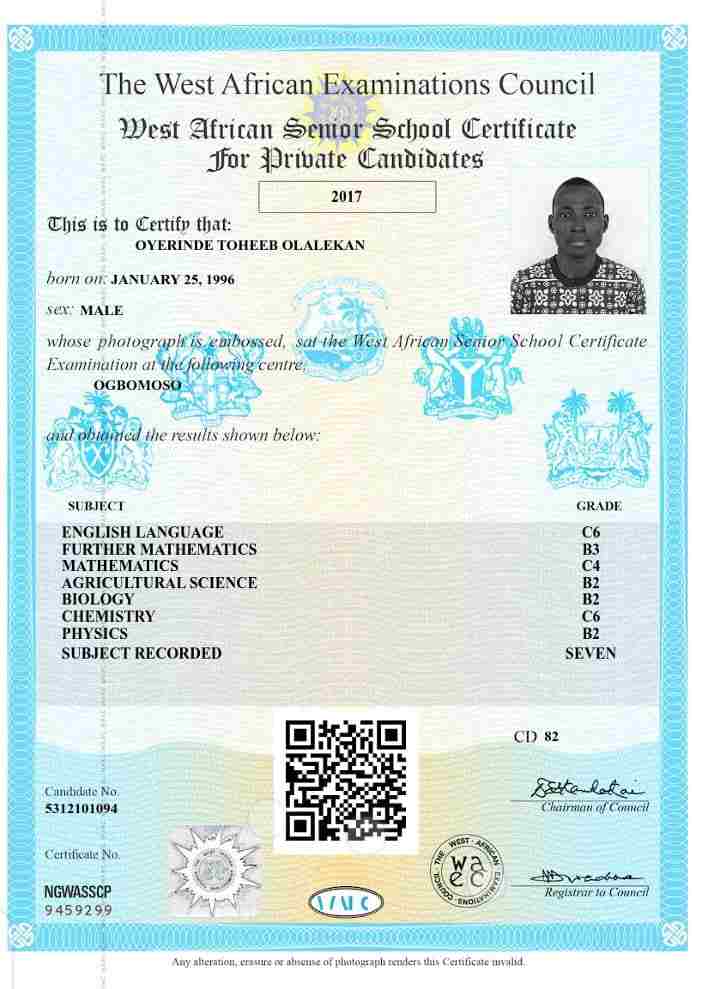 The West African Examinations Council
West African Senior School Certificate
For Private Candidates
2017
This is to Certify that:
OYERINDE TOHEEB OLALEKAN
born on: JANUARY 25, 1996
sex: MALE
whose photograph is embossed, sat the West African Senior School Certificate
Examination at the following centre,
OGBOMOSO
and obtained the results shown below:
SUBJECT GRADE
ENGLISH LANGUAGE C6
FURTHER MATHEMATICS B3
MATHEMATICS C4
AGRICULTURAL SCIENCE B2
BIOLOGY B2
CHEMISTRY C6
PHYSICS B2
SUBJECT RECORDED SEVEN
CD 82
Candidate No.
5312101094
Chairman of Council
Certificate No.
NGWASSCP
9459299
THE WEST AFRICAN EXAMINATIONS COUNCIL
waec
Registrar to Council
Any alteration, erasure or absense of photograph renders this Certificate invalid.